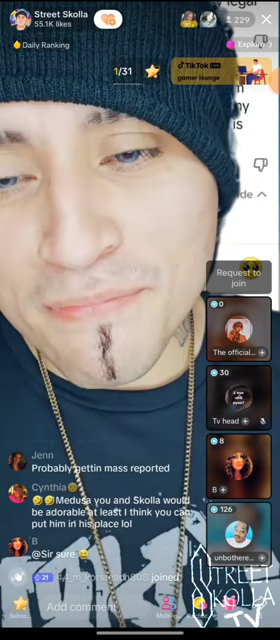 Street Skolla
55.1K likes
229
Daily Ranking
Explore
1/31
TikTok LIVE
gamer lounge
Request to
join
0
The official...
30
Tv head
8
B
126
unbothere...
Jenn
Probably gettin mass reported
Cynthia
🤣🤣Medusa you and Skolla would
be adorable at least I think you can
put him in his place lol
B
@Sir sure 😂
21
joined
Subscr...
Add comment
STREET
SKOLLA
TV